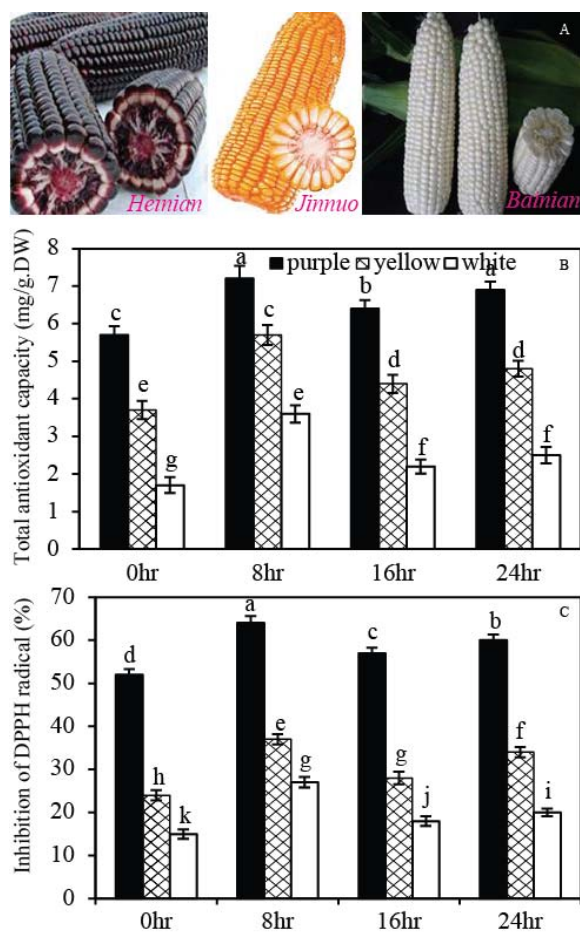 A
Heinian
Jinnuo
Bainian
Total antioxidant capacity (mg/g.DW)
8
7
6
5
4
3
2
1
0
purple yellow white
B
c
e
g
a
c
e
b
d
f
a
d
f
0hr 8hr 16hr 24hr
Inhibition of DPPH radical (%)
70
60
50
40
30
20
10
0
C
d
h
k
a
e
g
c
g
j
b
f
i
0hr 8hr 16hr 24hr